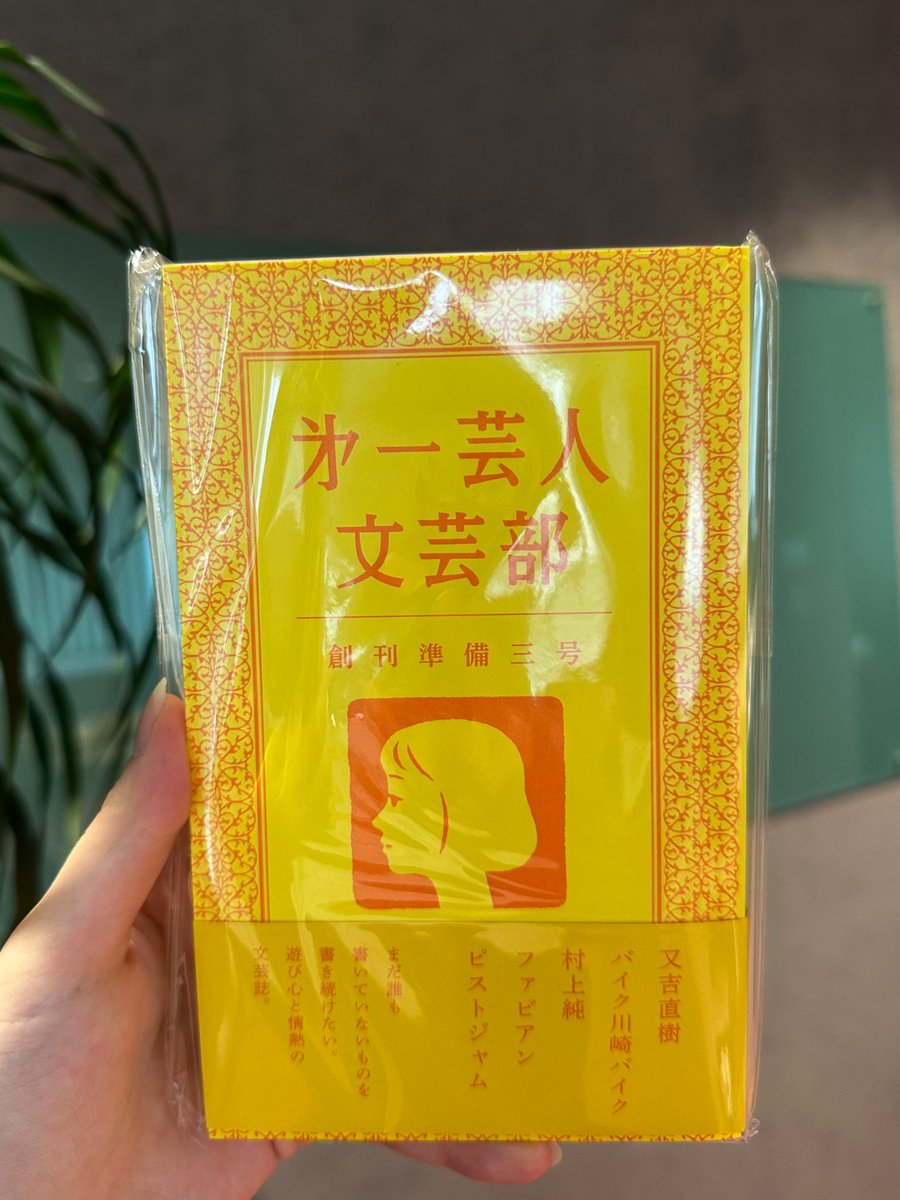 㐧一芸人
文芸部
創刊準備三号
又吉直樹
バイク川崎バイク
村上純
ファビアン
ピストジャム
まだ誰も
書いていないものを
書き続けたい。
遊び心と情熱の
文芸誌。